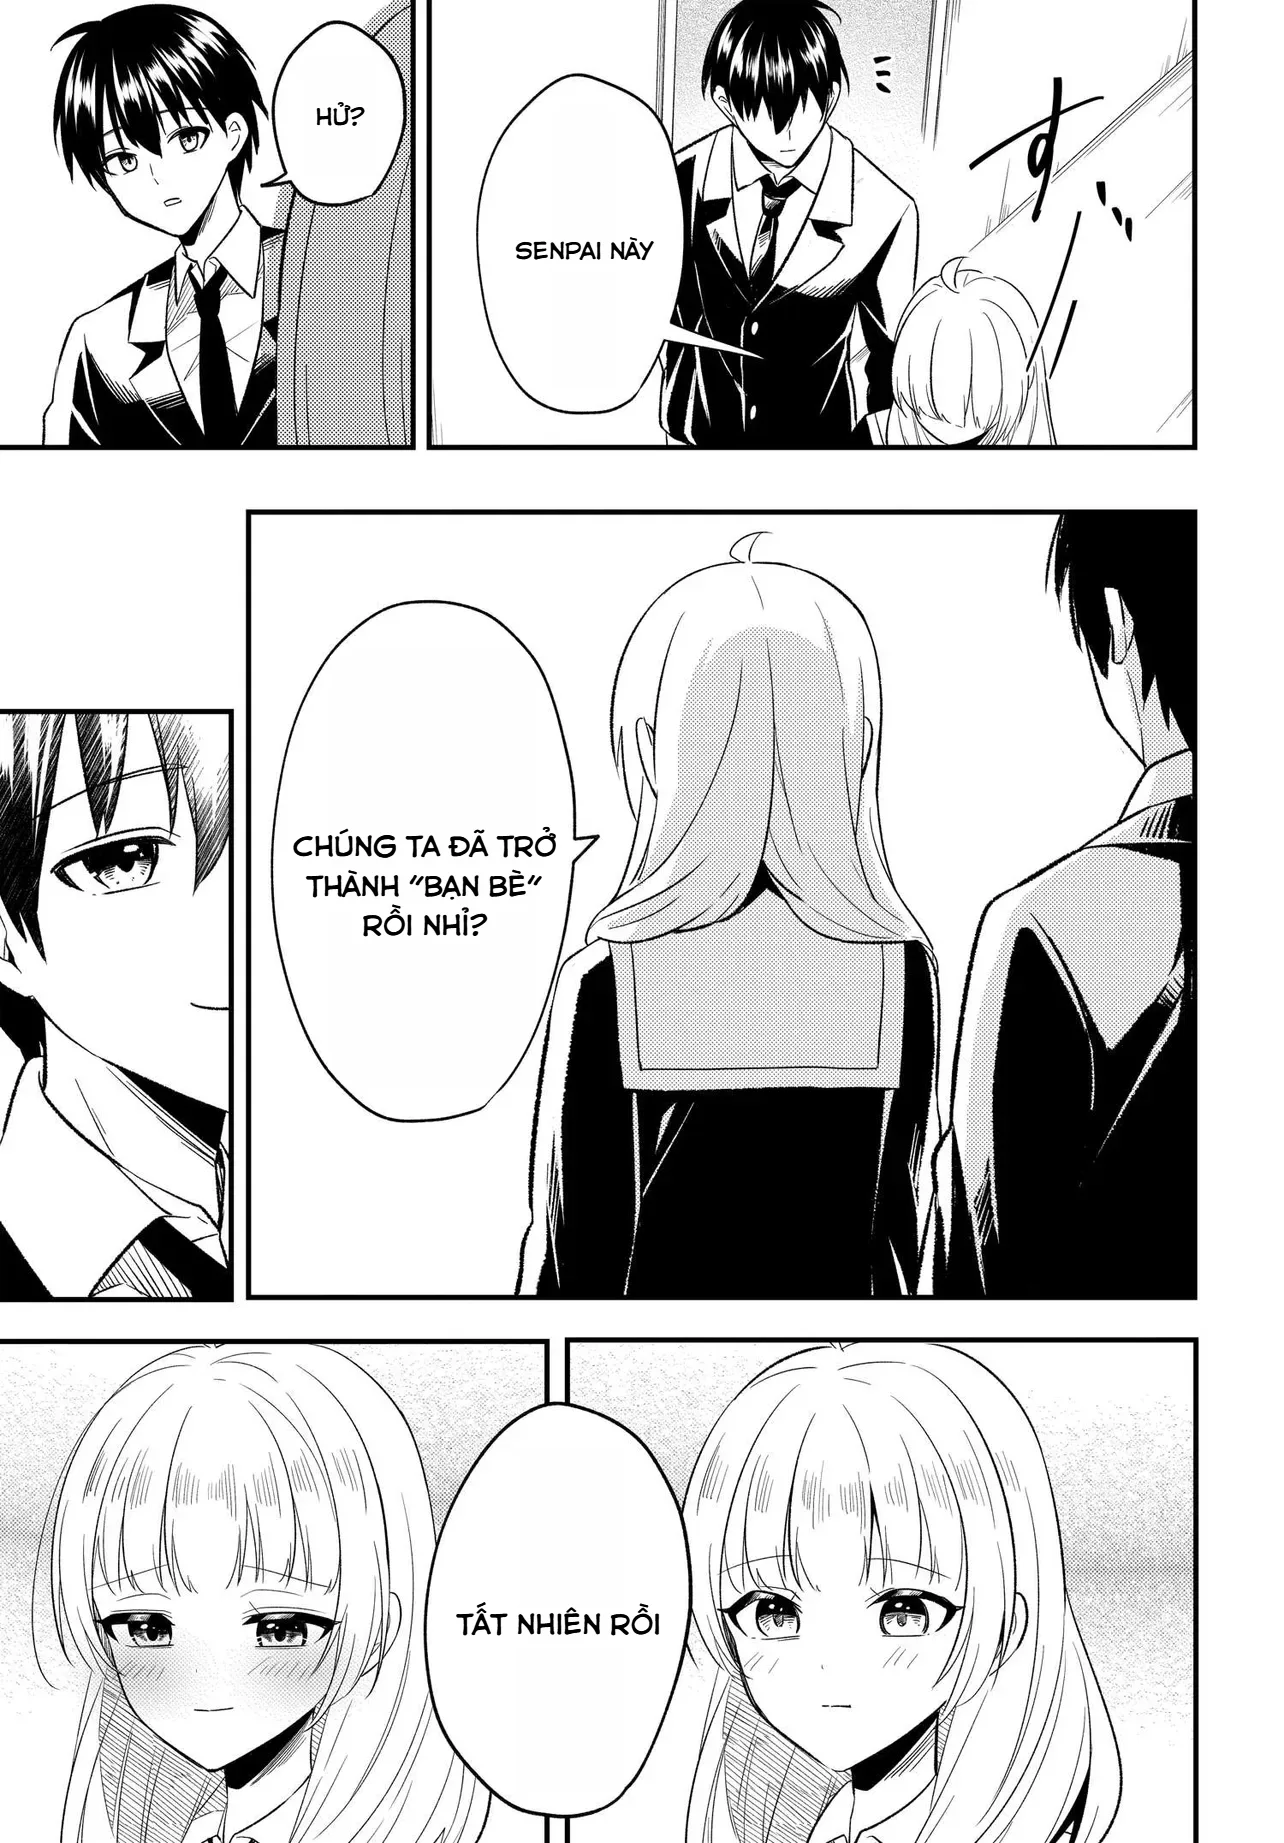 SENPAI NÀY
HỬ?
CHÚNG TA ĐÃ TRỞ
THÀNH “BẠN BÈ”
RỒI NHỈ?
TẤT NHIÊN RỒI